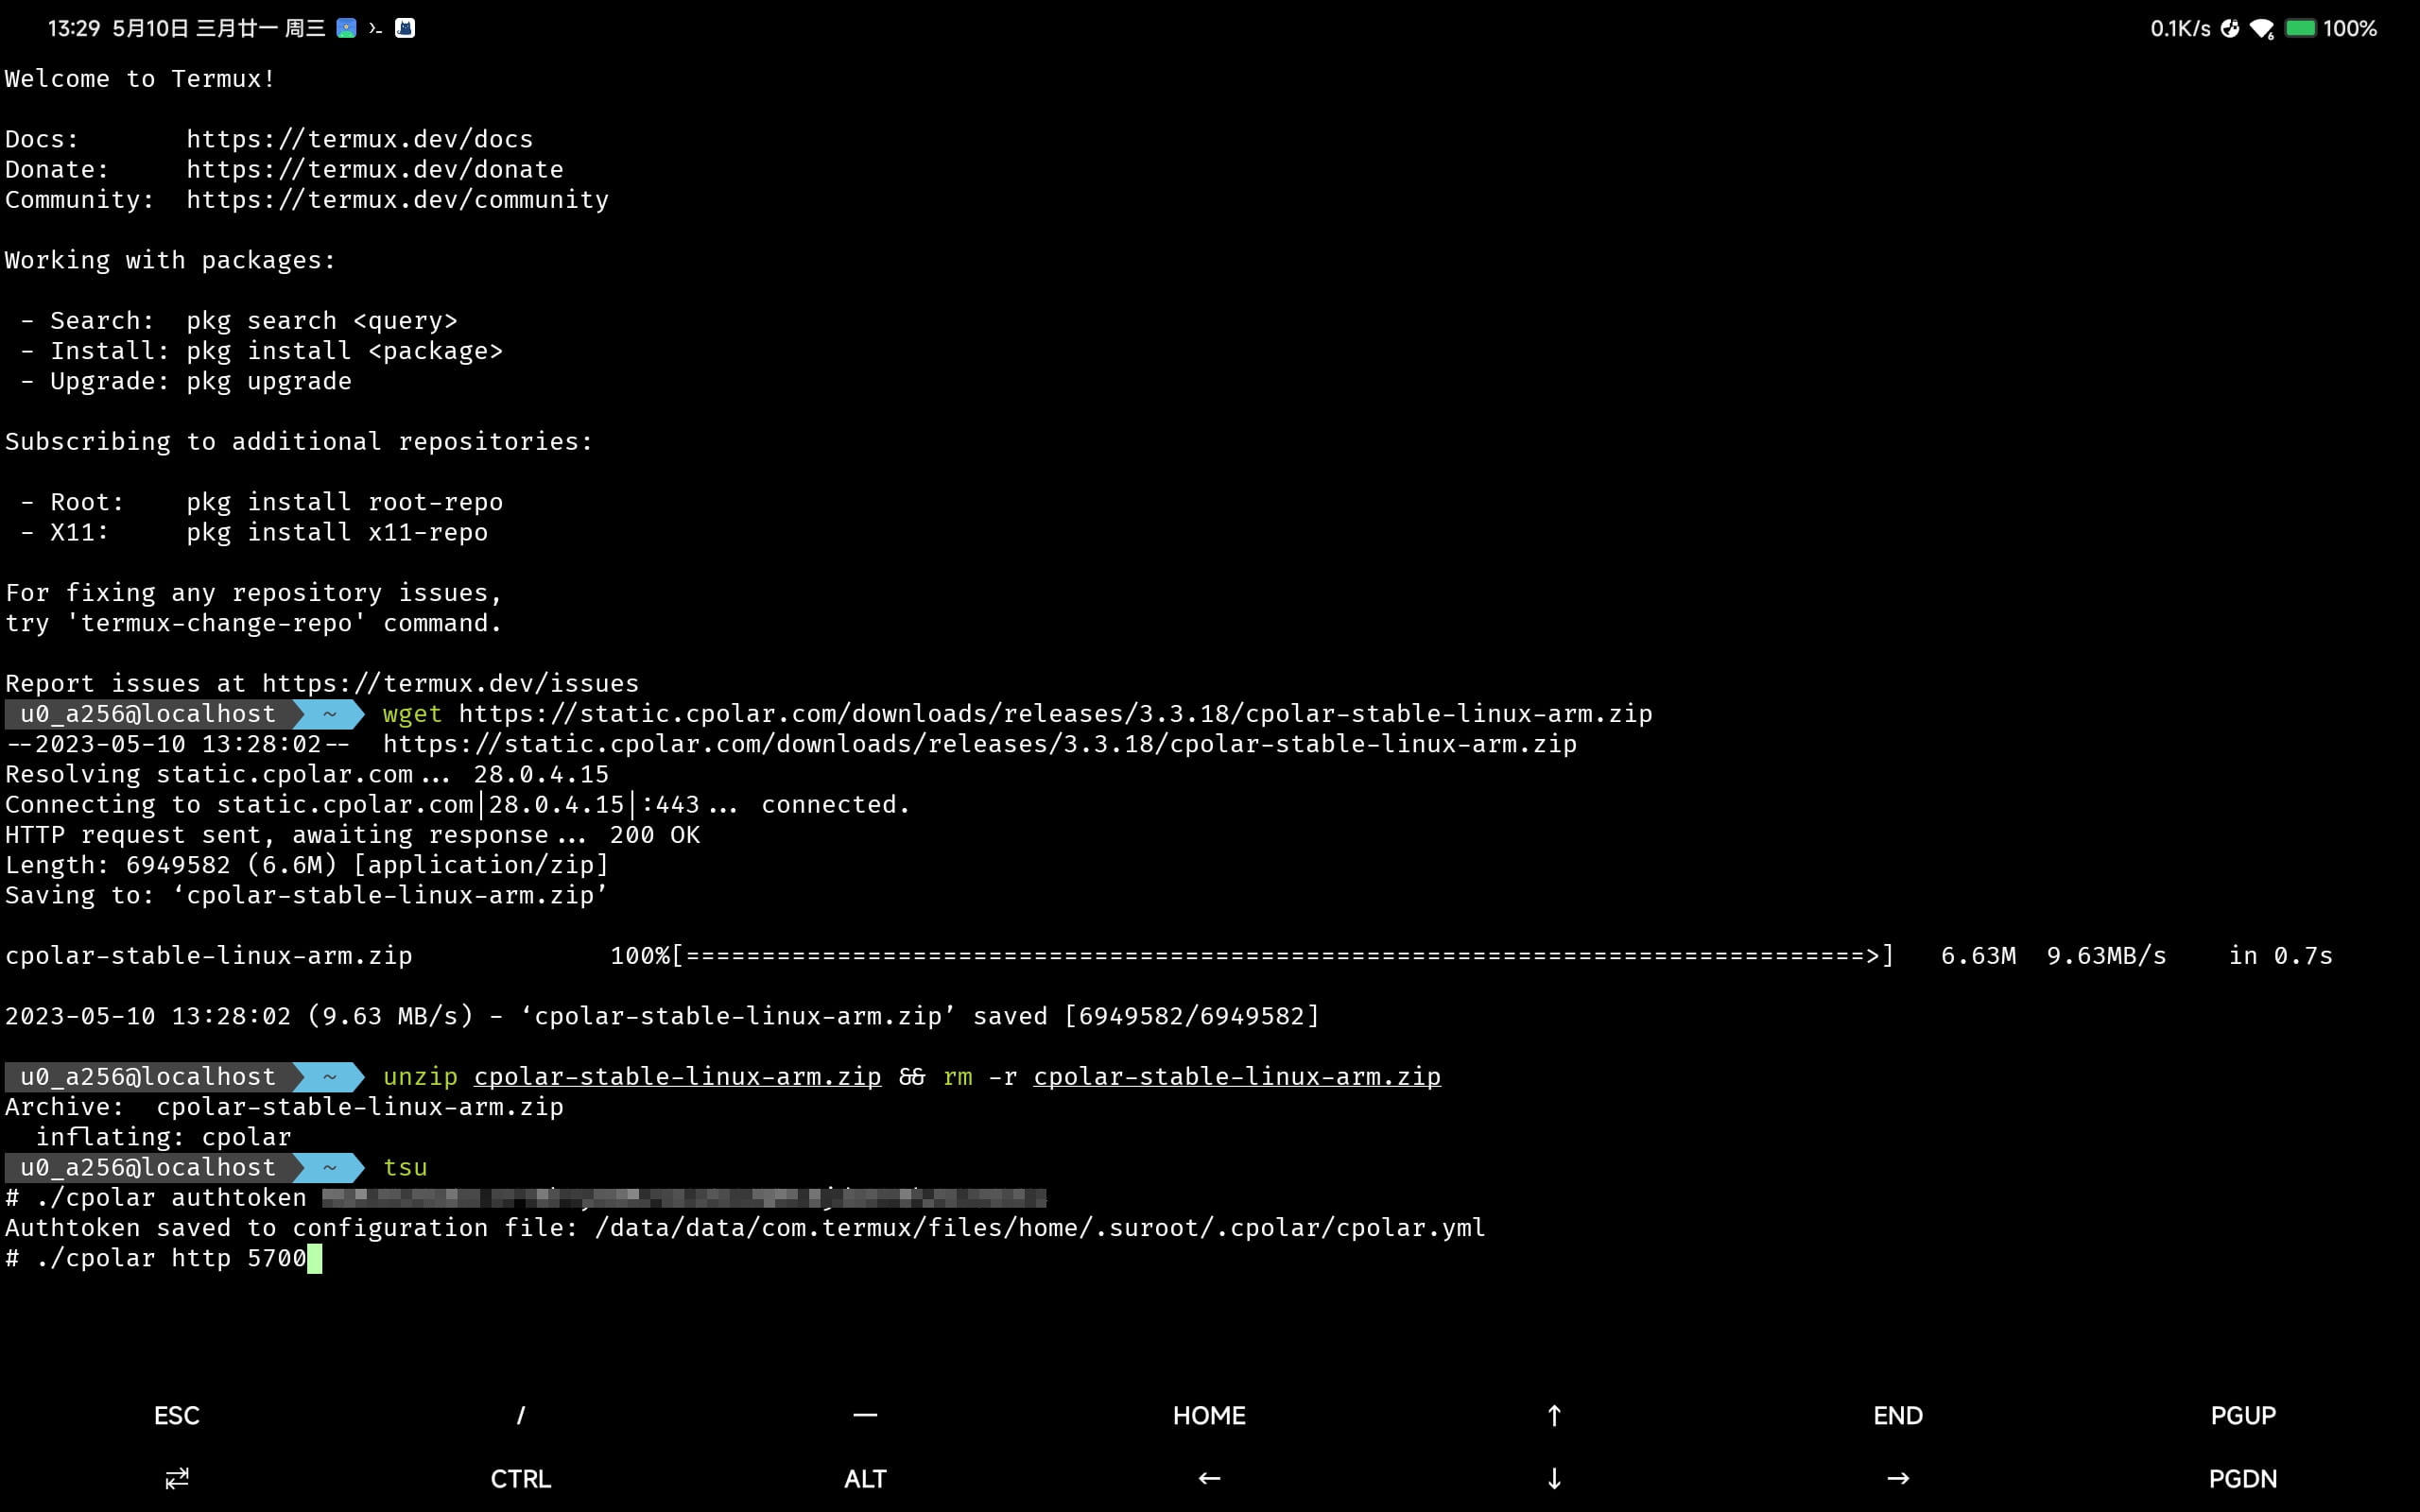 13:29 5月10日 三月廿一 周三
0.1K/s 100%
Welcome to Termux!
Docs: https://termux.dev/docs
Donate: https://termux.dev/donate
Community: https://termux.dev/community
Working with packages:
- Search: pkg search <query>
- Install: pkg install <package>
- Upgrade: pkg upgrade
Subscribing to additional repositories:
- Root: pkg install root-repo
- X11: pkg install x11-repo
For fixing any repository issues,
try 'termux-change-repo' command.
Report issues at https://termux.dev/issues
u0_a256@localhost ~ wget https://static.cpolar.com/downloads/releases/3.3.18/cpolar-stable-linux-arm.zip
--2023-05-10 13:28:02-- https://static.cpolar.com/downloads/releases/3.3.18/cpolar-stable-linux-arm.zip
Resolving static.cpolar.com... 28.0.4.15
Connecting to static.cpolar.com|28.0.4.15|:443... connected.
HTTP request sent, awaiting response... 200 OK
Length: 6949582 (6.6M) [application/zip]
Saving to: ‘cpolar-stable-linux-arm.zip’
cpolar-stable-linux-arm.zip 100%[==============================================================================>] 6.63M 9.63MB/s in 0.7s
2023-05-10 13:28:02 (9.63 MB/s) - ‘cpolar-stable-linux-arm.zip’ saved [6949582/6949582]
u0_a256@localhost ~ unzip cpolar-stable-linux-arm.zip && rm -r cpolar-stable-linux-arm.zip
Archive: cpolar-stable-linux-arm.zip
inflating: cpolar
u0_a256@localhost ~ tsu
# ./cpolar authtoken
Authtoken saved to configuration file: /data/data/com.termux/files/home/.suroot/.cpolar/cpolar.yml
# ./cpolar http 5700
ESC / — HOME ↑ END PGUP
⇄ CTRL ALT ← ↓ → PGDN